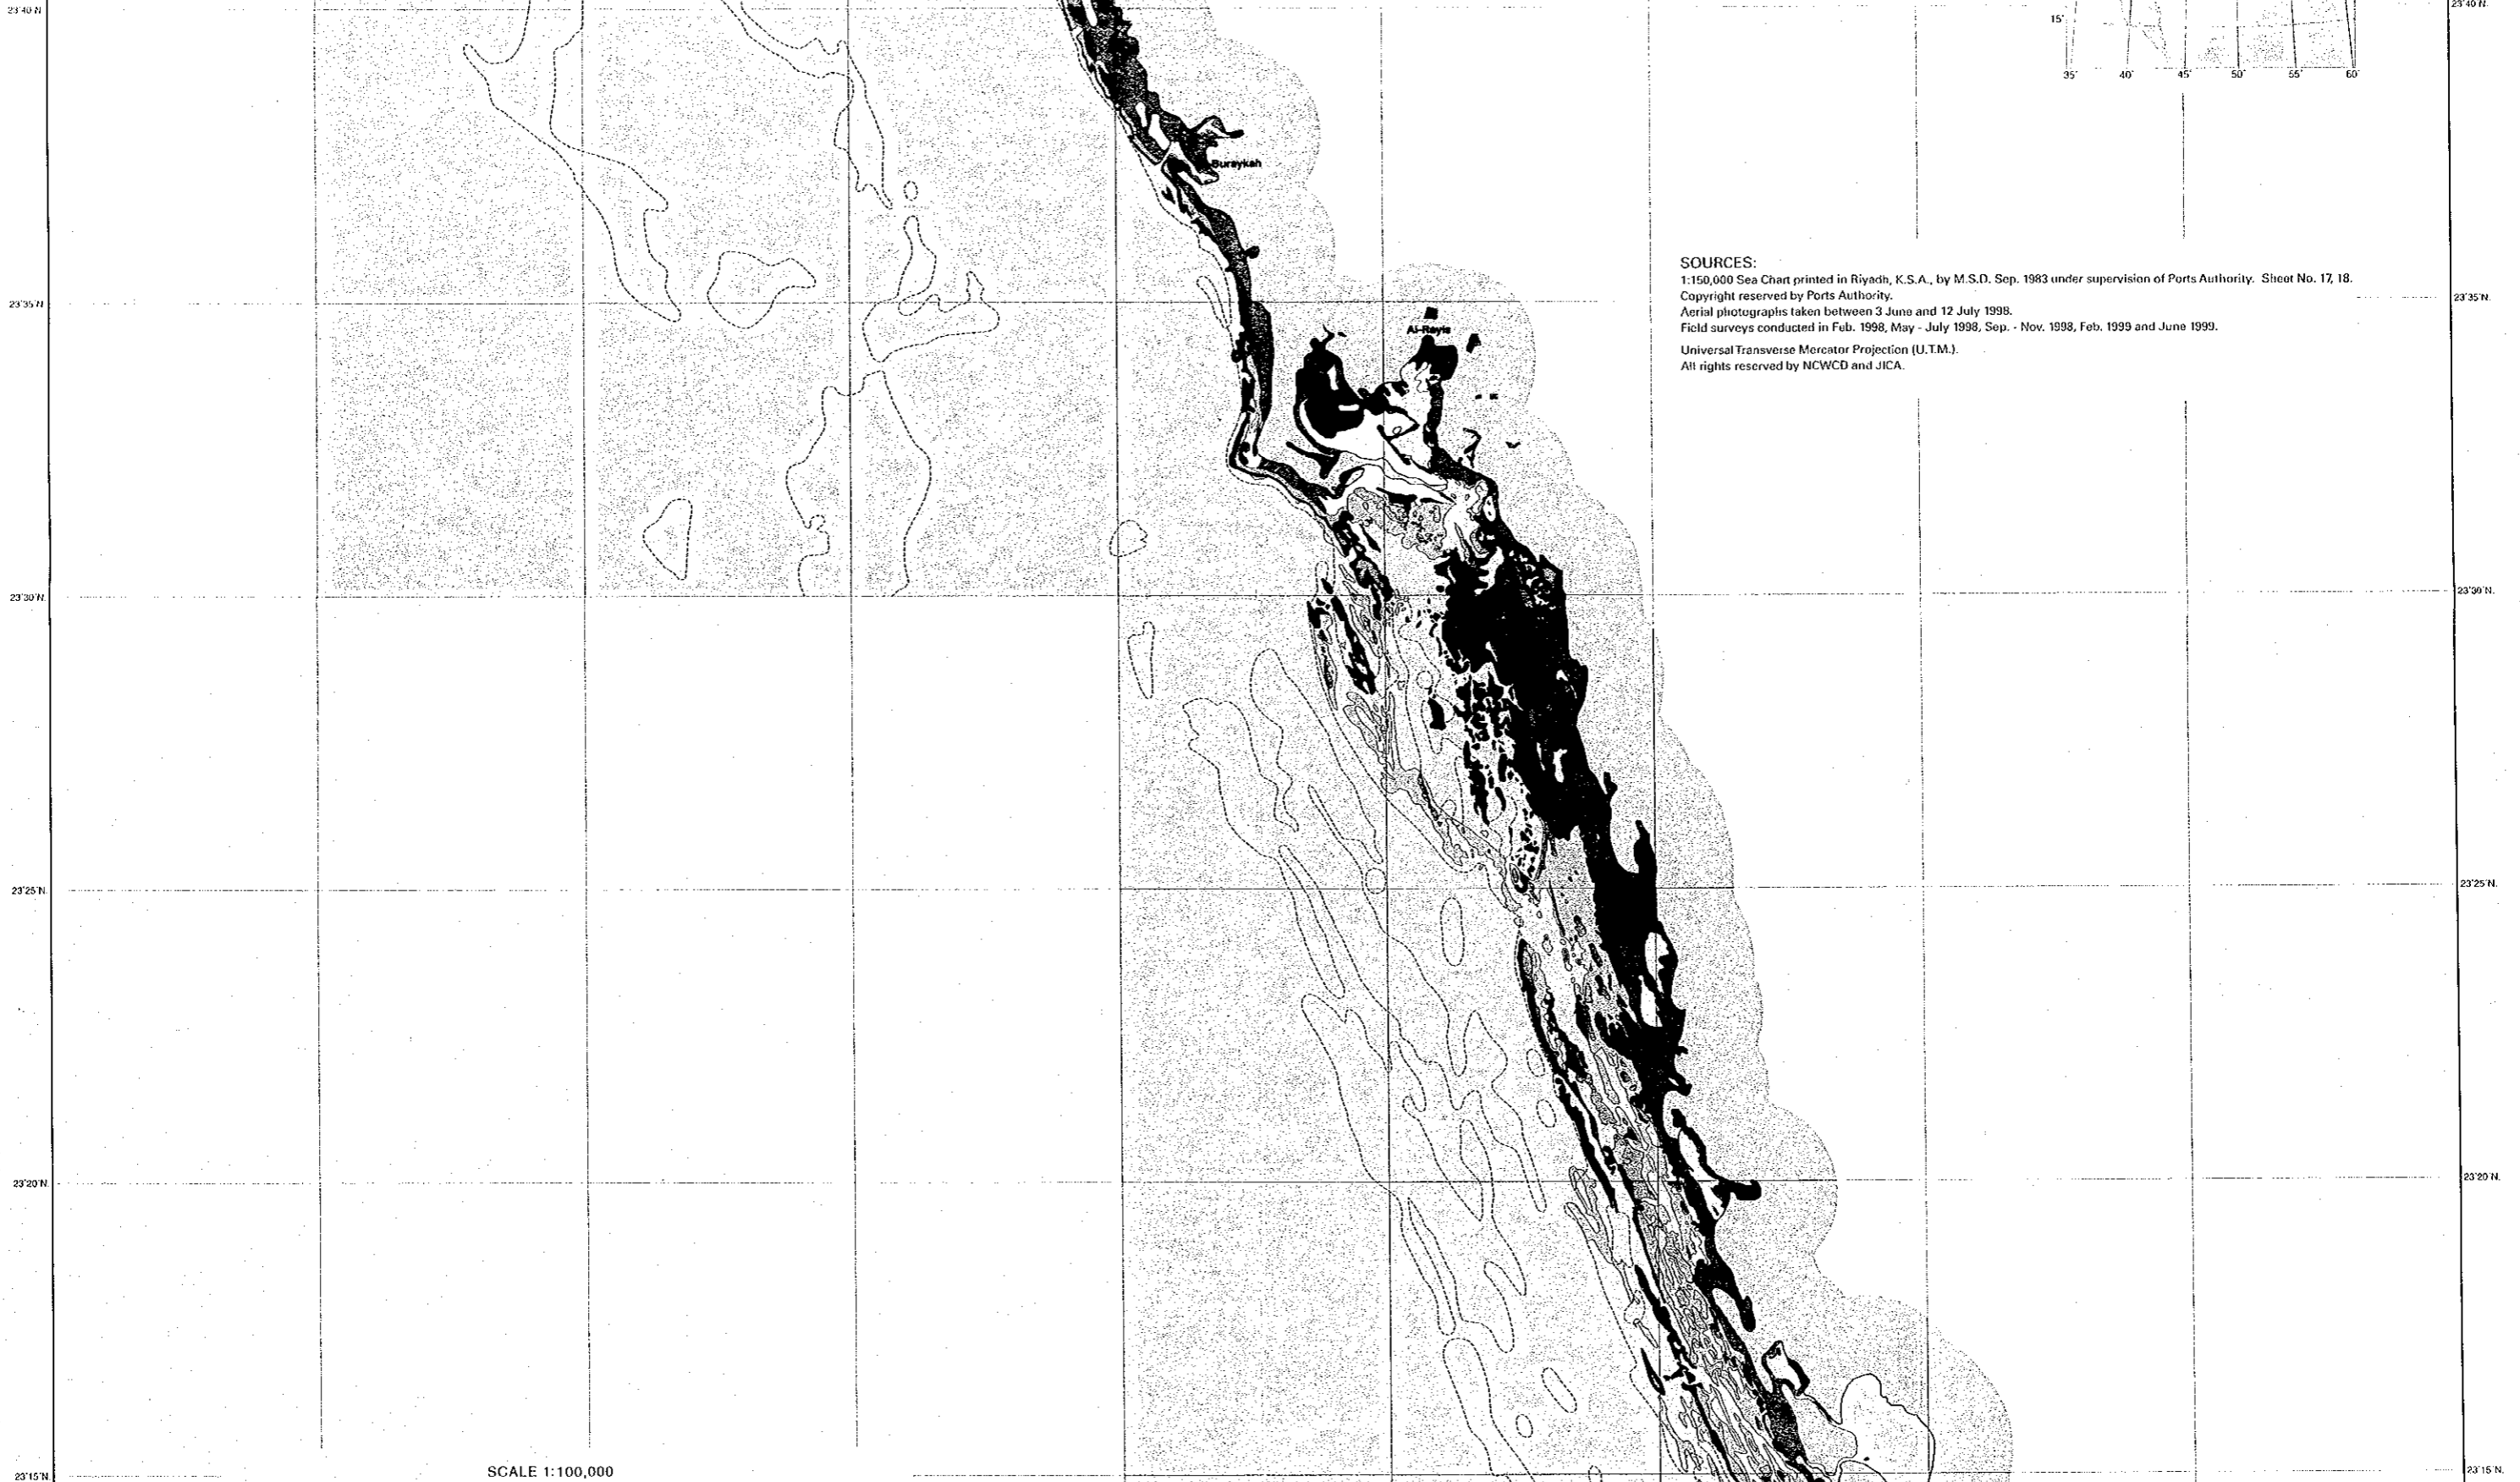 23°40'N
23°40'N.
15°
35°
40°
45°
50°
55°
60°
Buraykah
SOURCES:
1:150,000 Sea Chart printed in Riyadh, K.S.A., by M.S.D. Sep. 1983 under supervision of Ports Authority. Sheet No. 17, 18.
Copyright reserved by Ports Authority.
Aerial photographs taken between 3 June and 12 July 1998.
Field surveys conducted in Feb. 1998, May - July 1998, Sep. - Nov. 1998, Feb. 1999 and June 1999.
Universal Transverse Mercator Projection (U.T.M.).
All rights reserved by NCWCD and JICA.
23°35'N
23°35'N.
Al-Rayis
23°30'N.
23°30'N.
23°25'N.
23°25'N.
23°20'N.
23°20'N.
SCALE 1:100,000
23°15'N.
23°15'N.